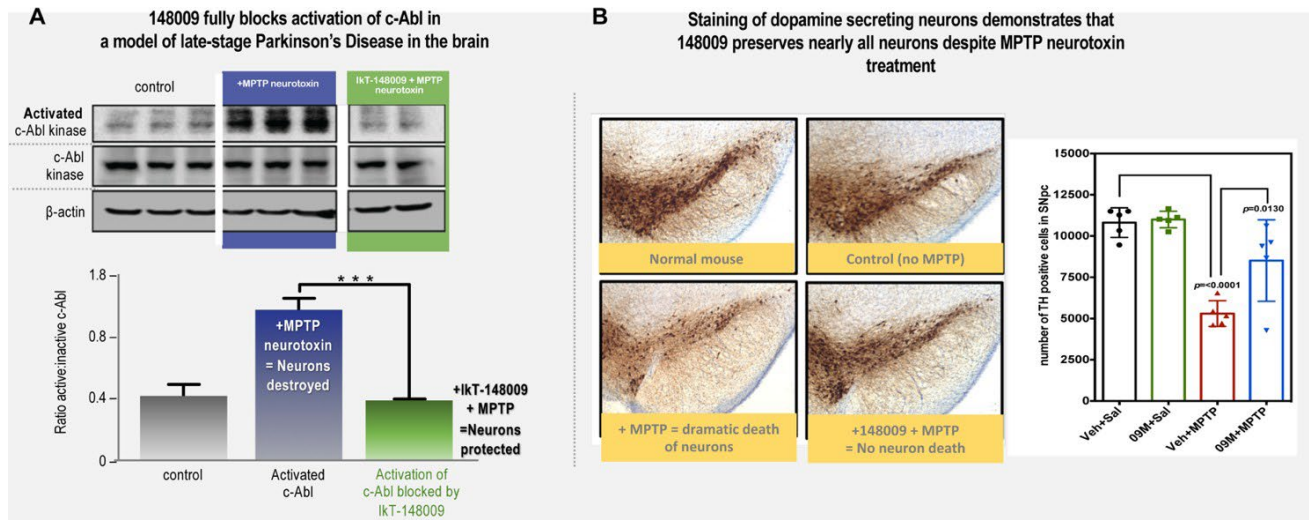 A
148009 fully blocks activation of c-Abl in
a model of late-stage Parkinson's Disease in the brain
control
+MPTP neurotoxin
IkT-148009 + MPTP
neurotoxin
Activated
c-Abl kinase
c-Abl
kinase
β-actin
Ratio active:inactive c-Abl
1.8
0.8
0.4
0
***
+MPTP
neurotoxin
= Neurons
destroyed
+IkT-148009
+ MPTP
=Neurons
protected
control
Activated
c-Abl
Activation of
c-Abl blocked by
IkT-148009
B
Staining of dopamine secreting neurons demonstrates that
148009 preserves nearly all neurons despite MPTP neurotoxin
treatment
Normal mouse
Control (no MPTP)
+ MPTP = dramatic death
of neurons
+148009 + MPTP
= No neuron death
number of TH positive cells in SNpc
15000
12500
10000
7500
5000
2500
0
p=<0.0001
p=0.0130
Veh+Sal
09M+Sal
Veh+MPTP
09M+MPTP